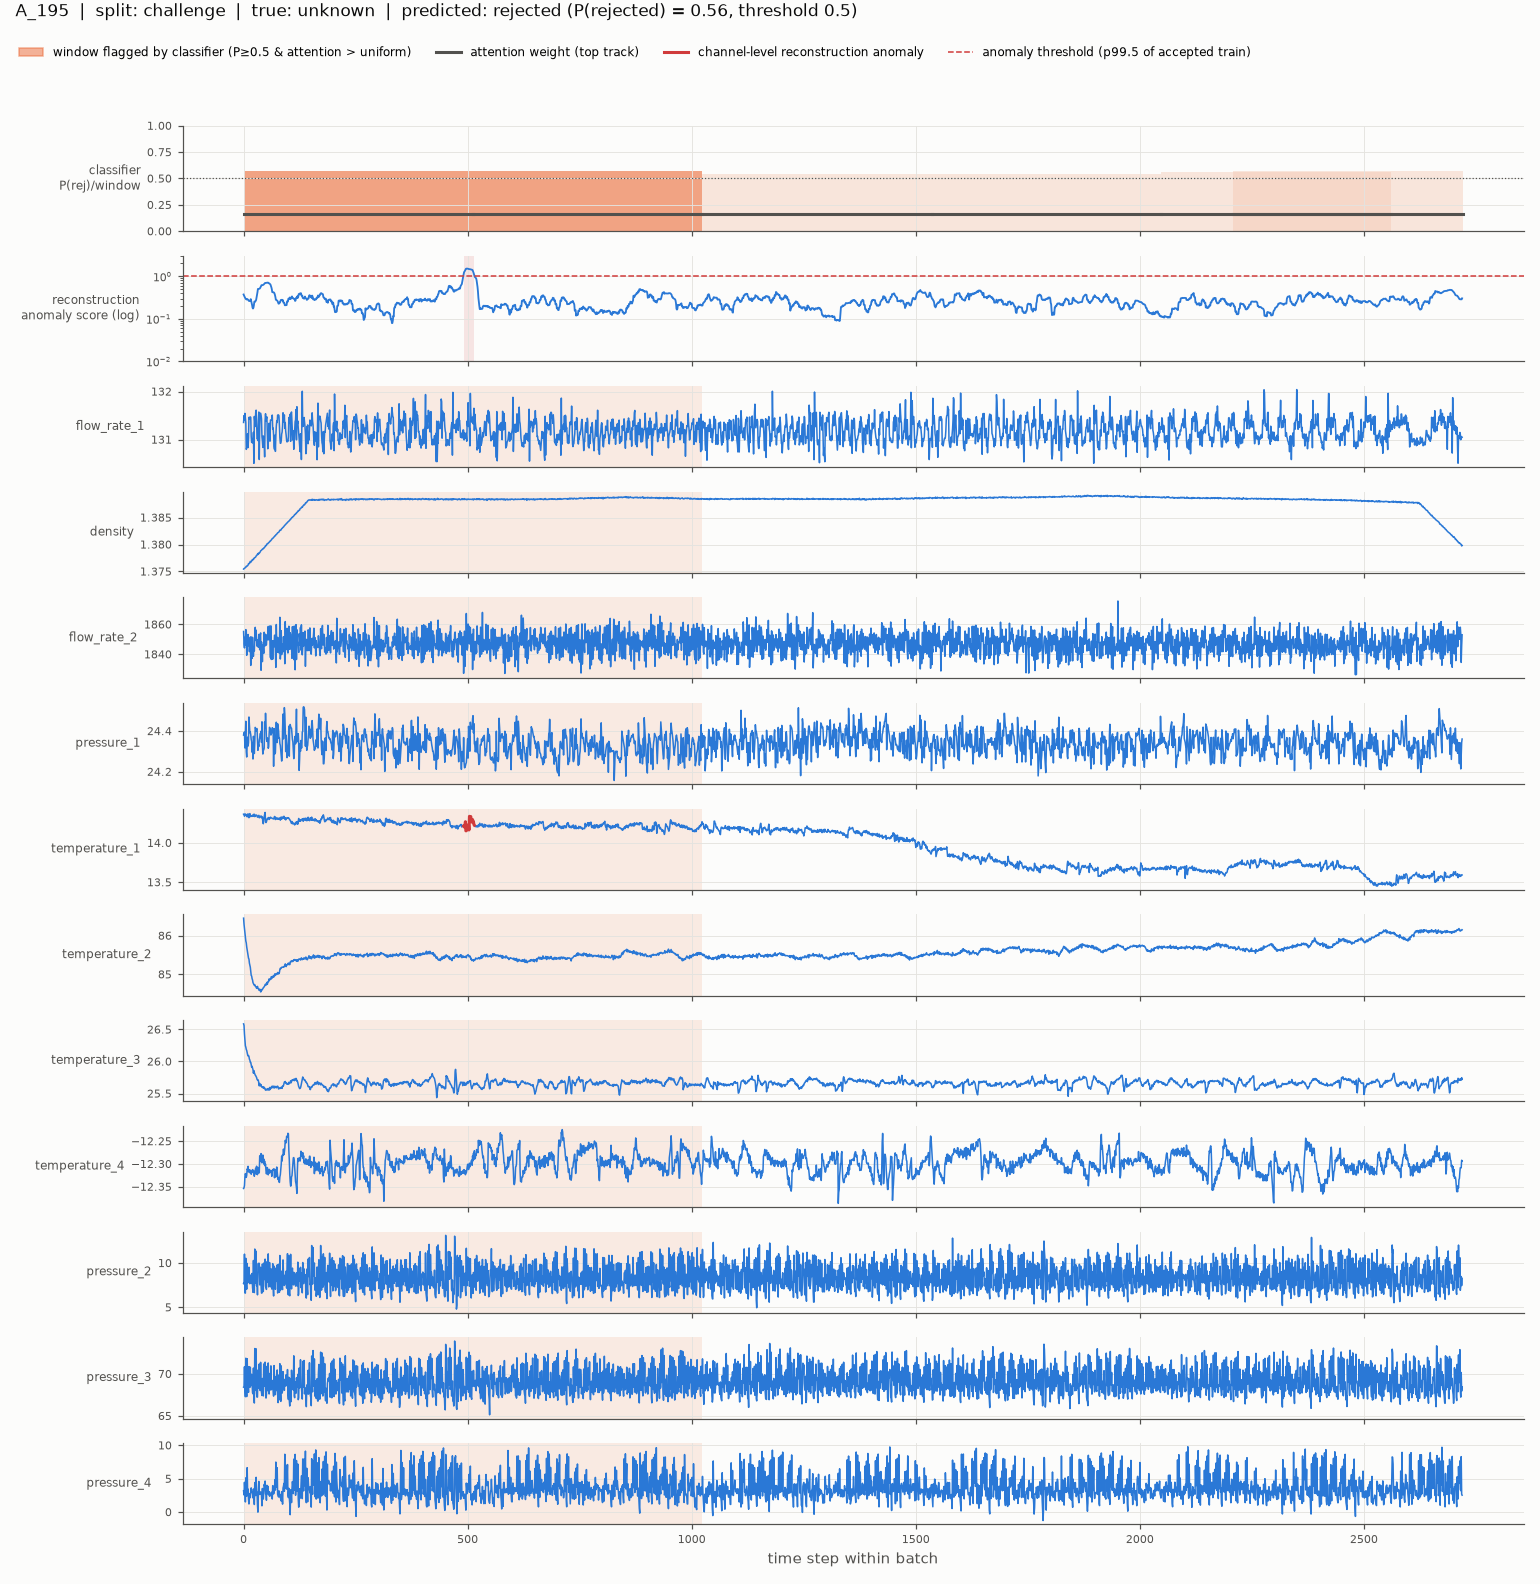 A_195 | split: challenge | true: unknown | predicted: rejected (P(rejected) = 0.56, threshold 0.5)
window flagged by classifier (P≥0.5 & attention > uniform)
attention weight (top track)
channel-level reconstruction anomaly
anomaly threshold (p99.5 of accepted train)
classifier
P(rej)/window
1.00
0.75
0.50
0.25
0.00
reconstruction
anomaly score (log)
10⁰
10⁻¹
10⁻²
flow_rate_1
132
131
density
1.385
1.380
1.375
flow_rate_2
1860
1840
pressure_1
24.4
24.2
temperature_1
14.0
13.5
temperature_2
86
85
temperature_3
26.5
26.0
25.5
temperature_4
−12.25
−12.30
−12.35
pressure_2
10
5
pressure_3
70
65
pressure_4
10
5
0
0
500
1000
1500
2000
2500
time step within batch